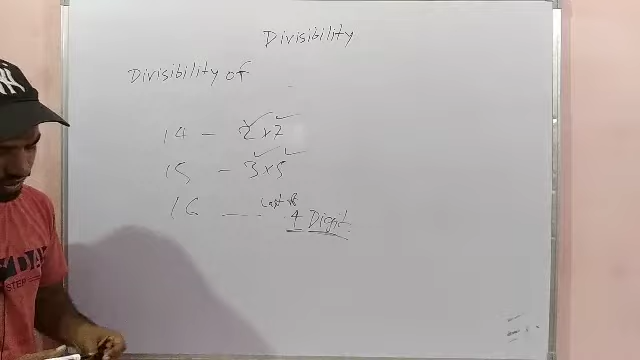 Divisibility
Divisibility of
14 - 2 x 7
15 - 3 x 5
16 ---- Last
4 Digit